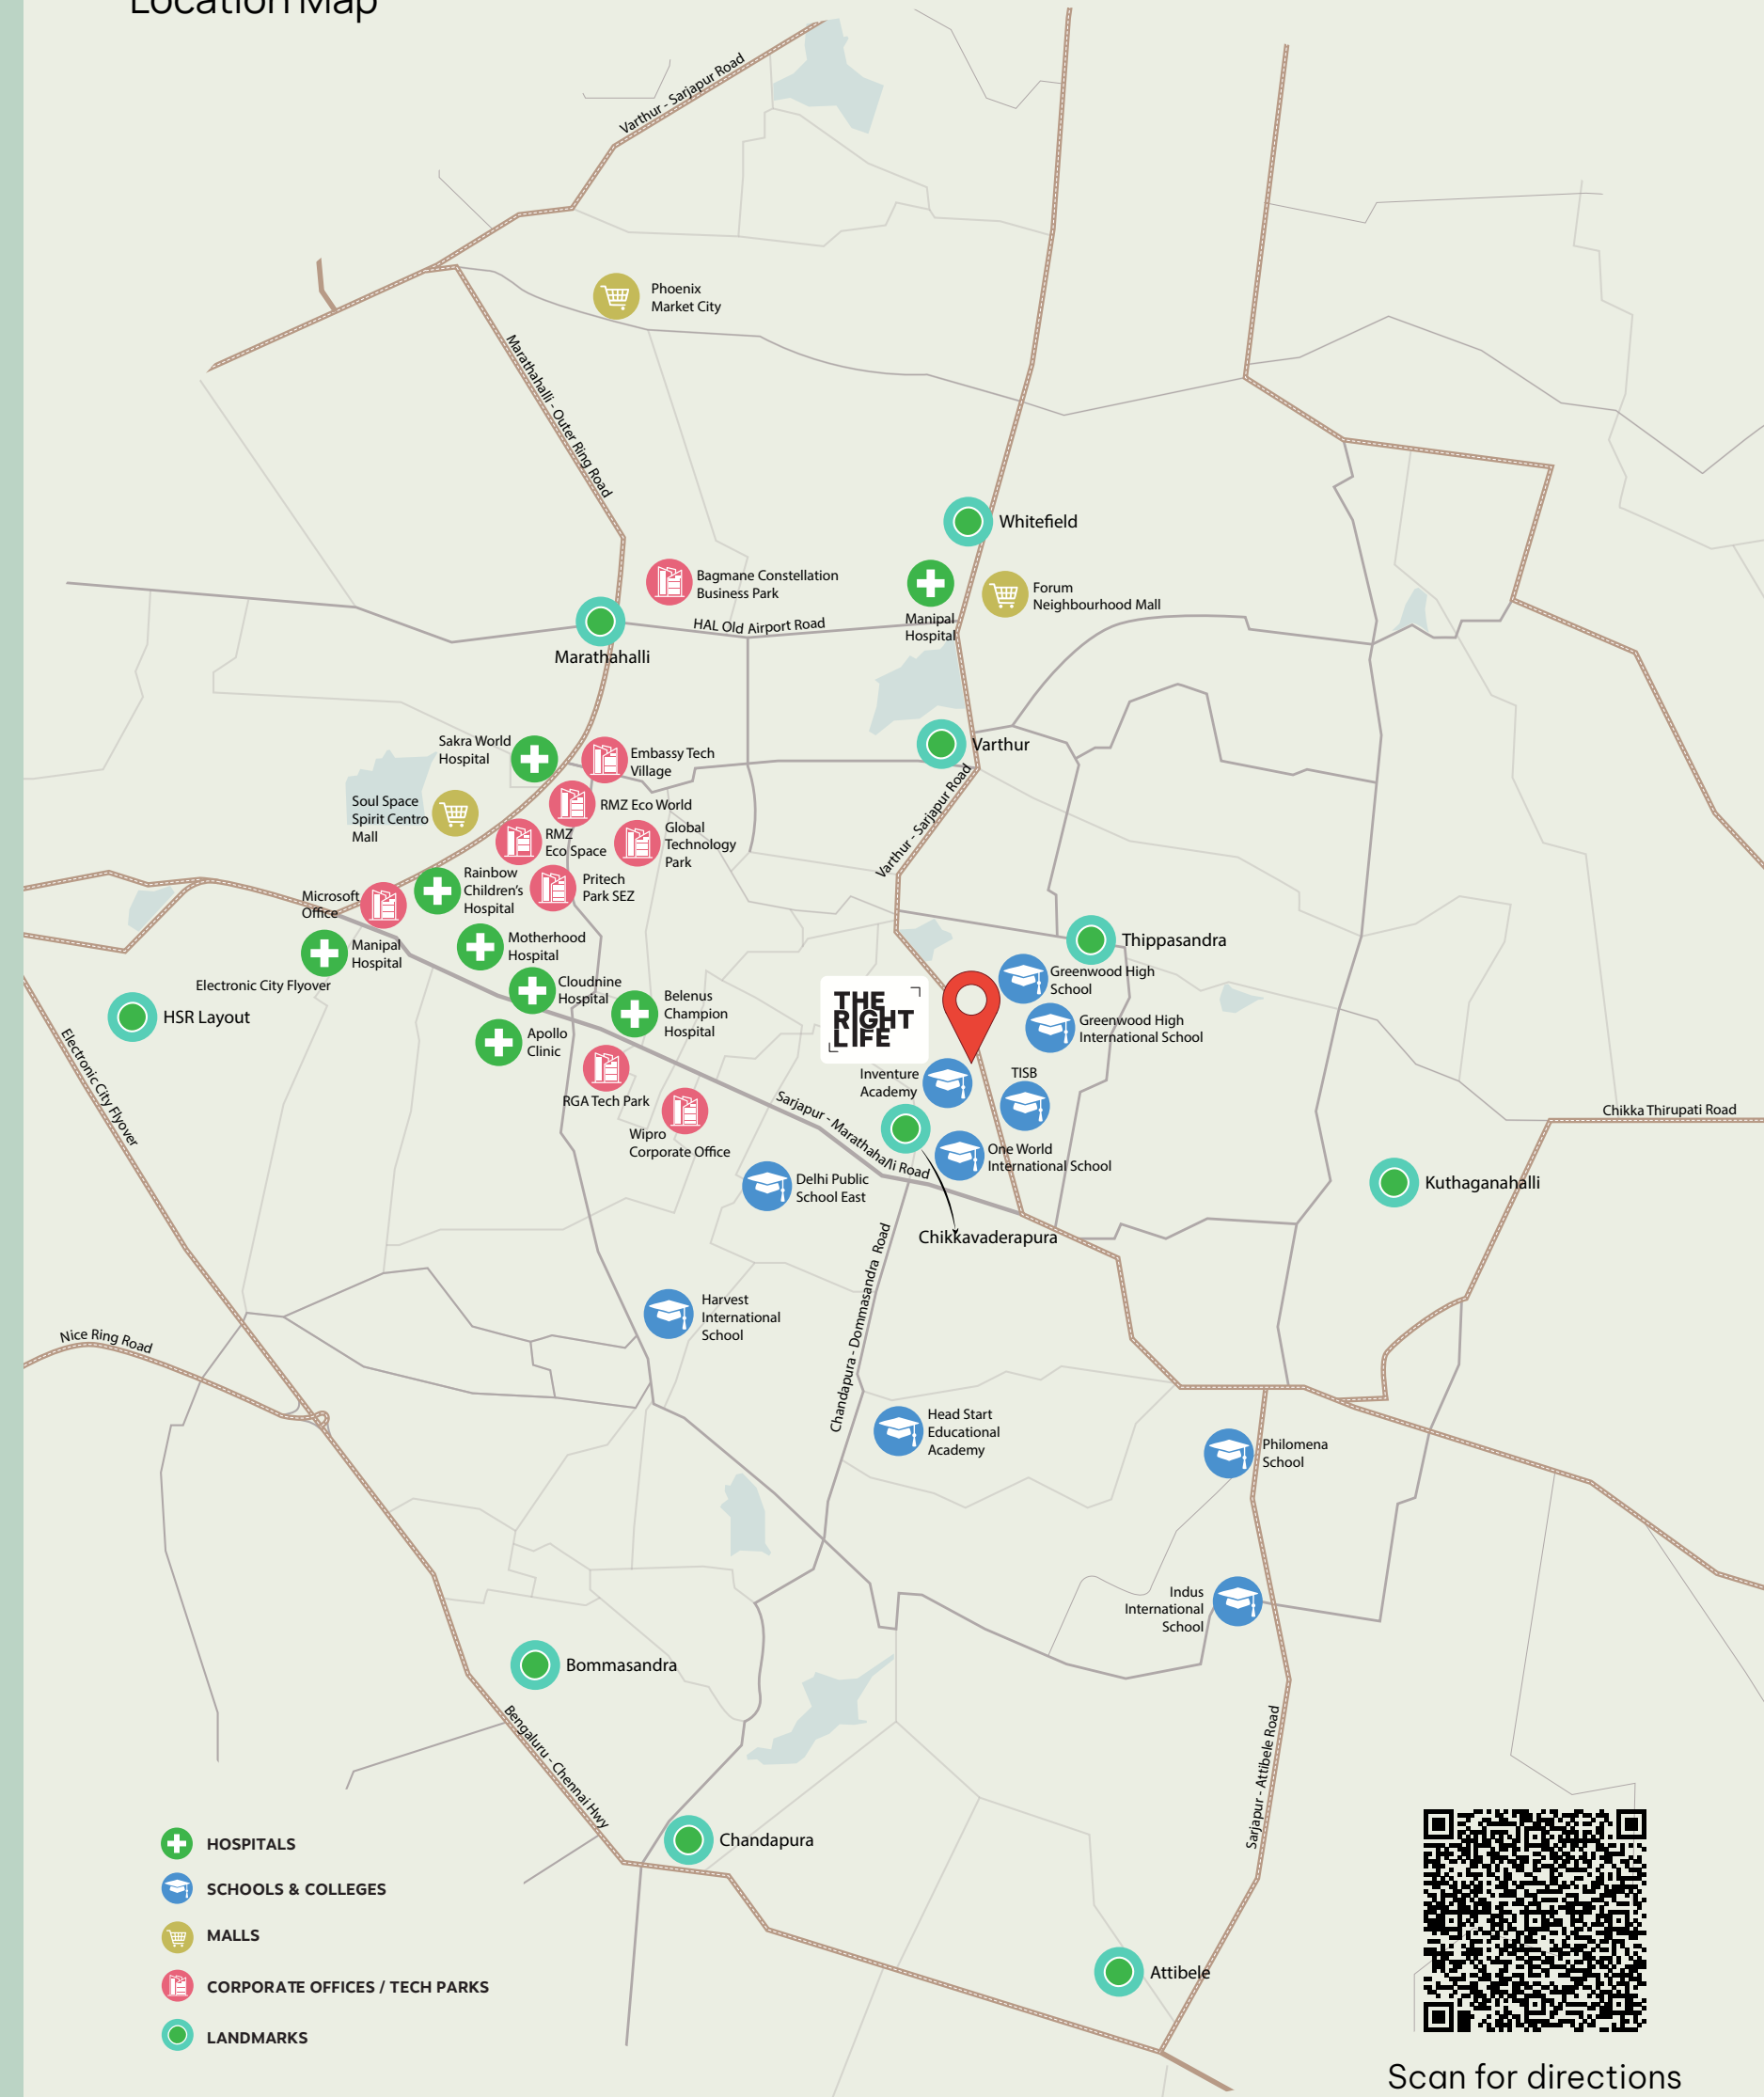 Location Map
Varthur - Sarjapur Road
Phoenix
Market City
Marathahalli - Outer Ring Road
Whitefield
Bagmane Constellation
Business Park
Forum
Neighbourhood Mall
Manipal
Hospital
HAL Old Airport Road
Marathahalli
Sakra World
Hospital
Embassy Tech
Village
Varthur
Soul Space
Spirit Centro
Mall
RMZ Eco World
RMZ
Eco Space
Global
Technology
Park
Varthur - Sarjapur Road
Rainbow
Children's
Hospital
Pritech
Park SEZ
Microsoft
Office
Manipal
Hospital
Motherhood
Hospital
Thippasandra
Electronic City Flyover
Cloudnine
Hospital
Belenus
Champion
Hospital
Greenwood High
School
THE
RIGHT
LIFE
HSR Layout
Greenwood High
International School
Apollo
Clinic
Electronic City Flyover
Inventure
Academy
TISB
RGA Tech Park
Sarjapur - Marathahalli Road
Chikka Thirupati Road
Wipro
Corporate Office
One World
International School
Delhi Public
School East
Kuthaganahalli
Chikkavaderapura
Chandapura - Dommasandra Road
Harvest
International
School
Nice Ring Road
Head Start
Educational
Academy
Philomena
School
Indus
International
School
Bommasandra
Bengaluru - Chennai Hwy
Sarjapur - Attibele Road
Chandapura
HOSPITALS
SCHOOLS & COLLEGES
MALLS
CORPORATE OFFICES / TECH PARKS
LANDMARKS
Attibele
Scan for directions